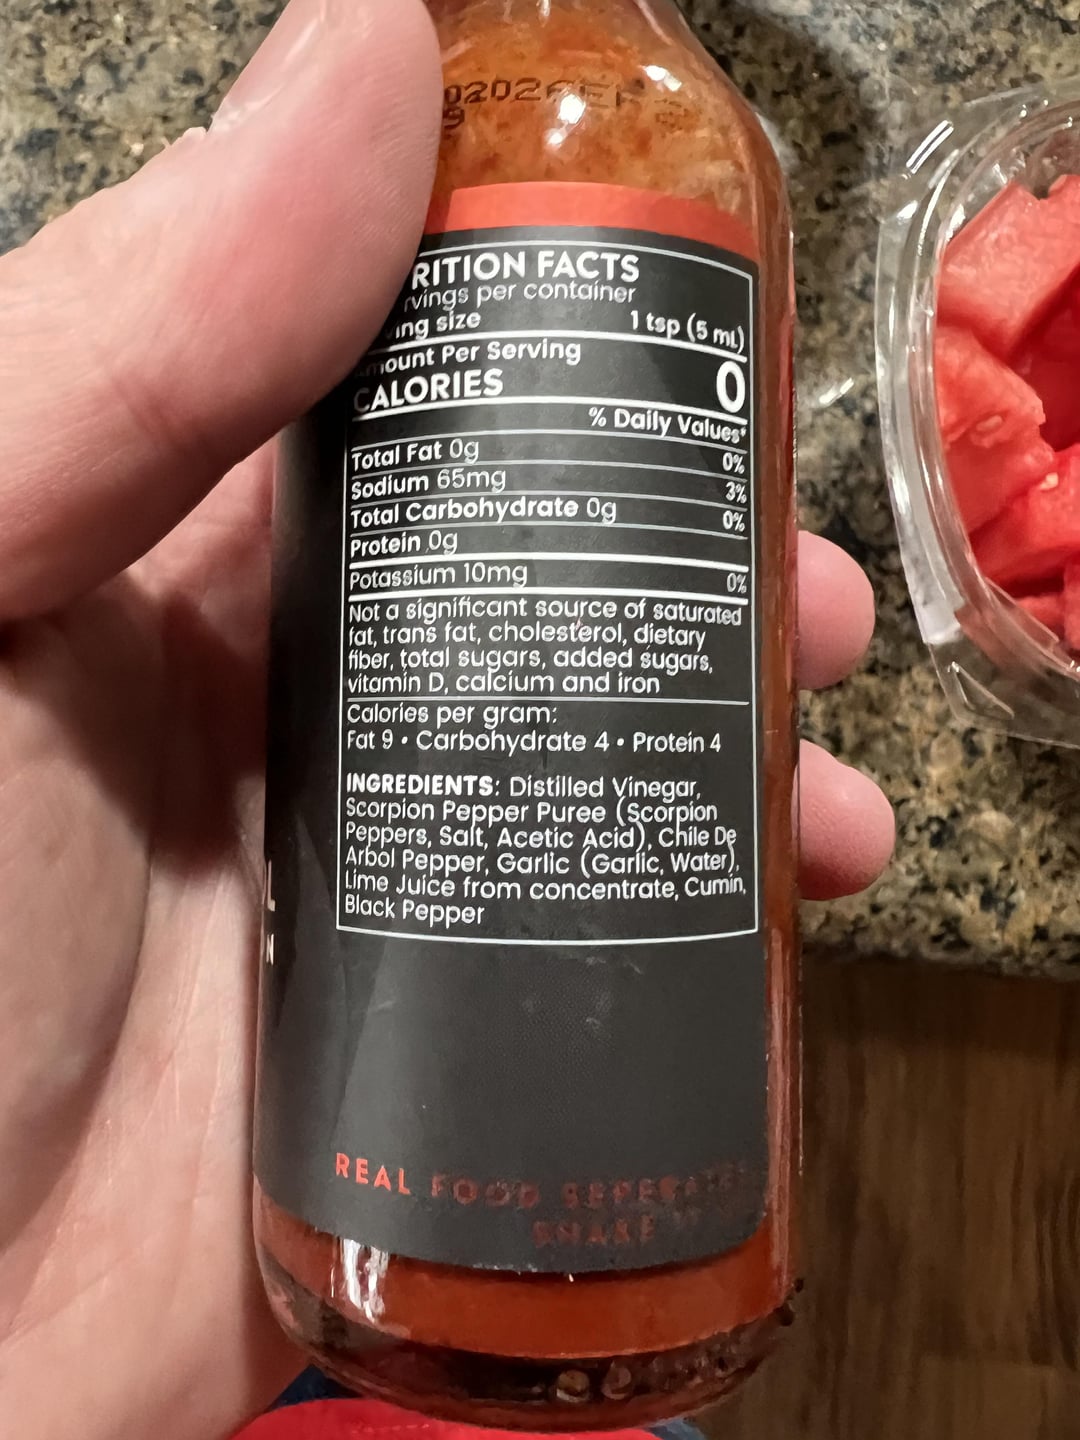 RITION FACTS
rvings per container
ing size 1 tsp (5 mL)
mount Per Serving
CALORIES 0
% Daily Values*
Total Fat 0g 0%
Sodium 65mg 3%
Total Carbohydrate 0g 0%
Protein 0g
Potassium 10mg 0%
Not a significant source of saturated
fat, trans fat, cholesterol, dietary
fiber, total sugars, added sugars,
vitamin D, calcium and iron
Calories per gram:
Fat 9 • Carbohydrate 4 • Protein 4
INGREDIENTS: Distilled Vinegar,
Scorpion Pepper Puree (Scorpion
Peppers, Salt, Acetic Acid), Chile De
Arbol Pepper, Garlic (Garlic, Water),
Lime Juice from concentrate, Cumin,
Black Pepper
L
N
REAL FOOD
SHAKE